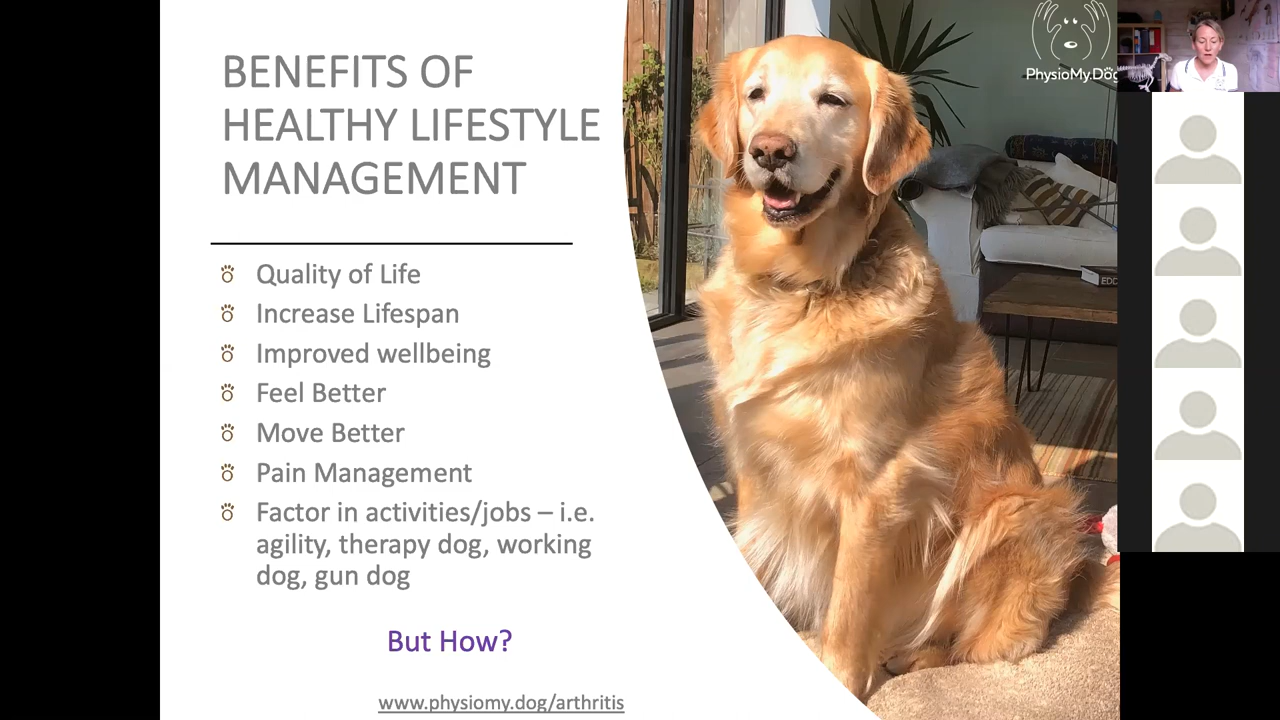 BENEFITS OF
HEALTHY LIFESTYLE
MANAGEMENT
Quality of Life
Increase Lifespan
Improved wellbeing
Feel Better
Move Better
Pain Management
Factor in activities/jobs – i.e.
agility, therapy dog, working
dog, gun dog
But How?
www.physiomy.dog/arthritis
PhysioMy.Dog
EDD